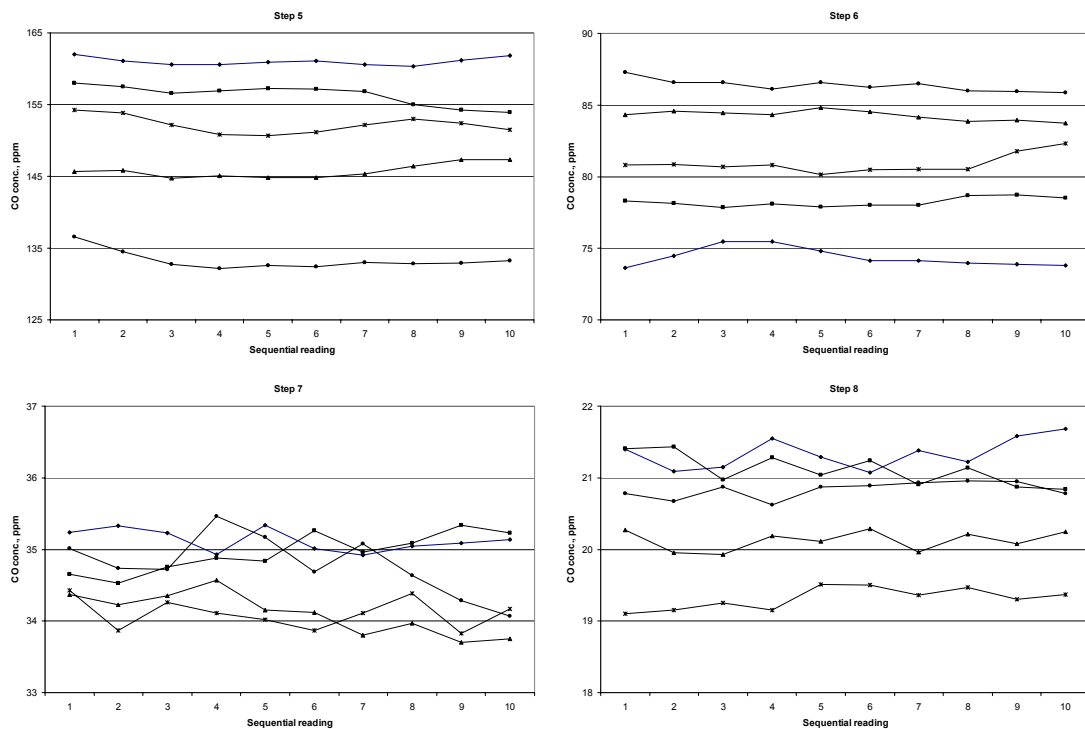 Step 5
165
155
145
135
125
CO conc., ppm
1 2 3 4 5 6 7 8 9 10
Sequential reading
Step 6
90
85
80
75
70
CO conc., ppm
1 2 3 4 5 6 7 8 9 10
Sequential reading
Step 7
37
36
35
34
33
CO conc., ppm
1 2 3 4 5 6 7 8 9 10
Sequential reading
Step 8
22
21
20
19
18
CO conc., ppm
1 2 3 4 5 6 7 8 9 10
Sequential reading